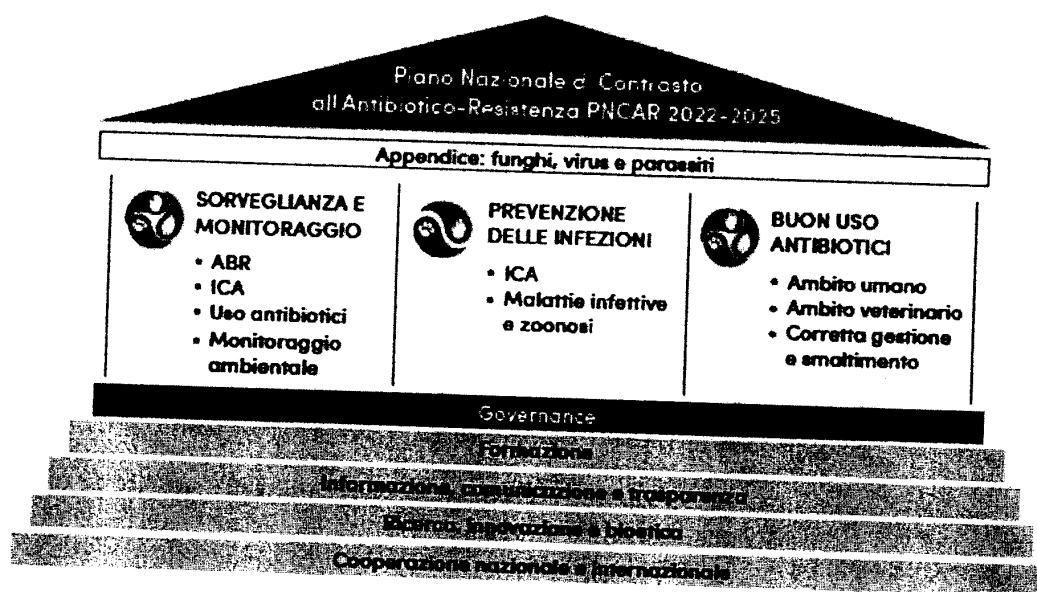 Piano Nazionale di Contrasto
all'Antibiotico-Resistenza PNCAR 2022-2025
Appendice: funghi, virus e parassiti
SORVEGLIANZA E
MONITORAGGIO
• ABR
• ICA
• Uso antibiotici
• Monitoraggio
ambientale
PREVENZIONE
DELLE INFEZIONI
• ICA
• Malattie infettive
e zoonosi
BUON USO
ANTIBIOTICI
• Ambito umano
• Ambito veterinario
• Corretta gestione
e smaltimento
Governance
Formazione
Informazione, comunicazione e trasparenza
Ricerca, innovazione e bioetica
Cooperazione nazionale e internazionale